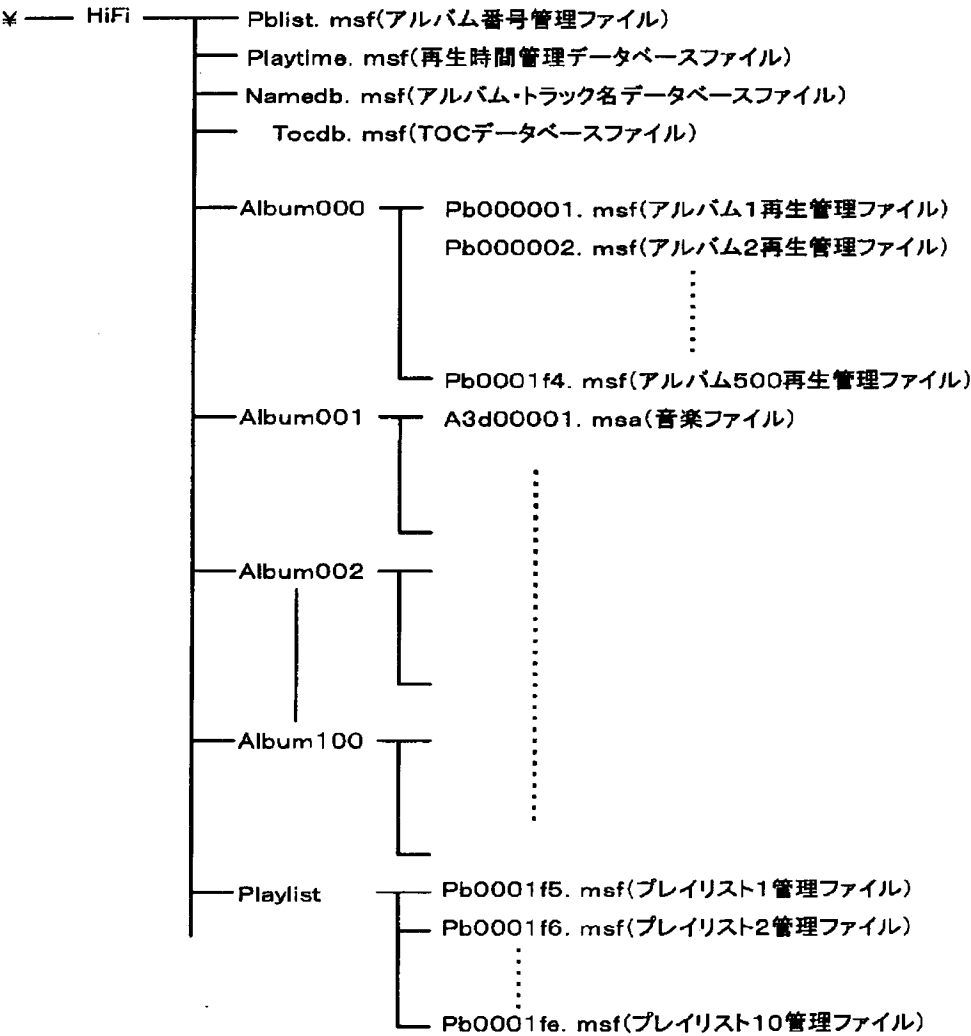 ¥ HiFi Pblist. msf(アルバム番号管理ファイル)
Playtime. msf(再生時間管理データベースファイル)
Namedb. msf(アルバム・トラック名データベースファイル)
Tocdb. msf(TOCデータベースファイル)
Album000 Pb000001. msf(アルバム1再生管理ファイル)
Pb000002. msf(アルバム2再生管理ファイル)
Pb0001f4. msf(アルバム500再生管理ファイル)
Album001 A3d00001. msa(音楽ファイル)
Album002
Album100
Playlist Pb0001f5. msf(プレイリスト1管理ファイル)
Pb0001f6. msf(プレイリスト2管理ファイル)
Pb0001fe. msf(プレイリスト10管理ファイル)